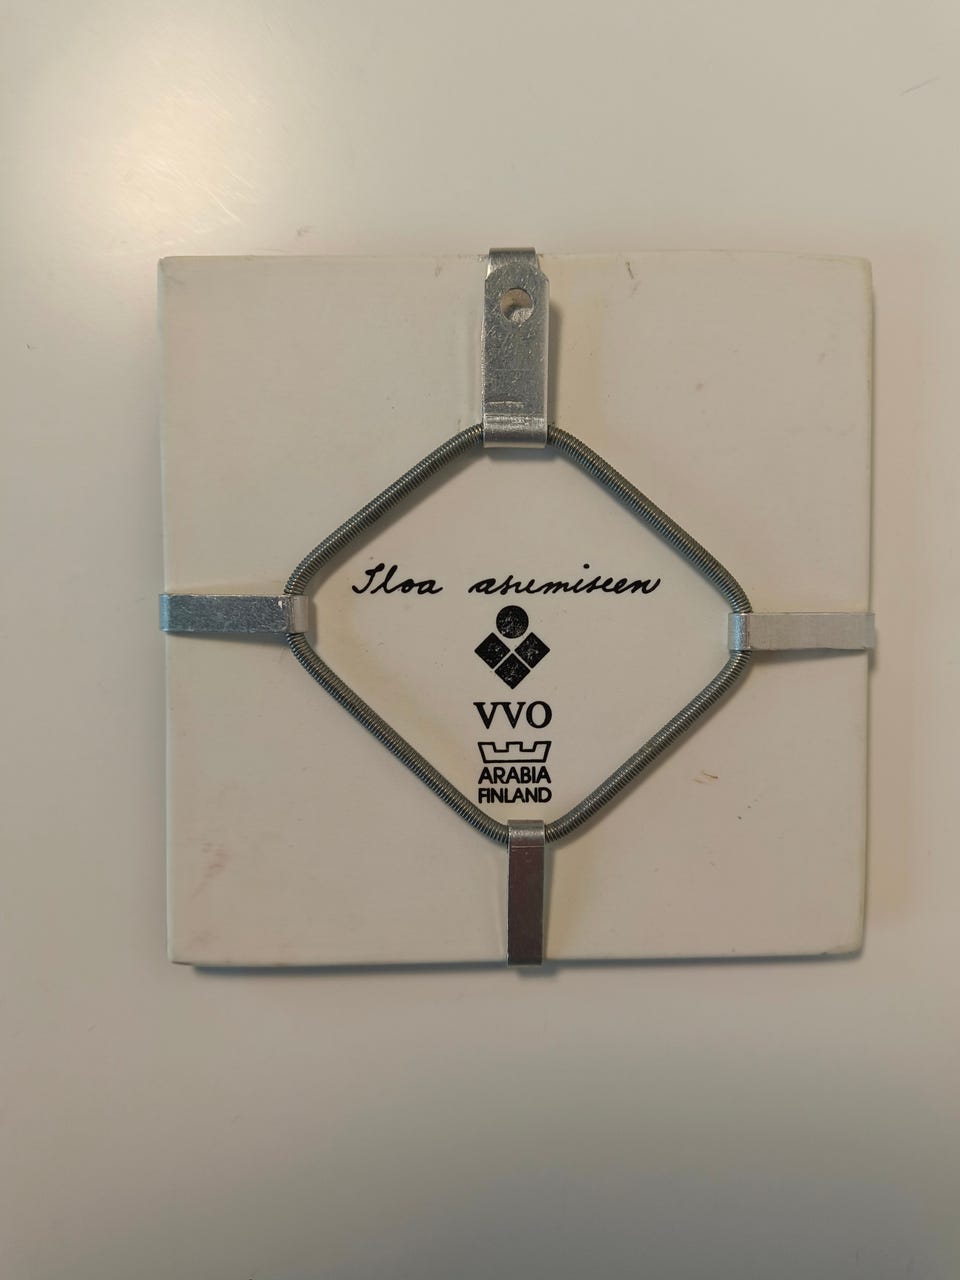 Iloa asumiseen
VVO
ARABIA
FINLAND